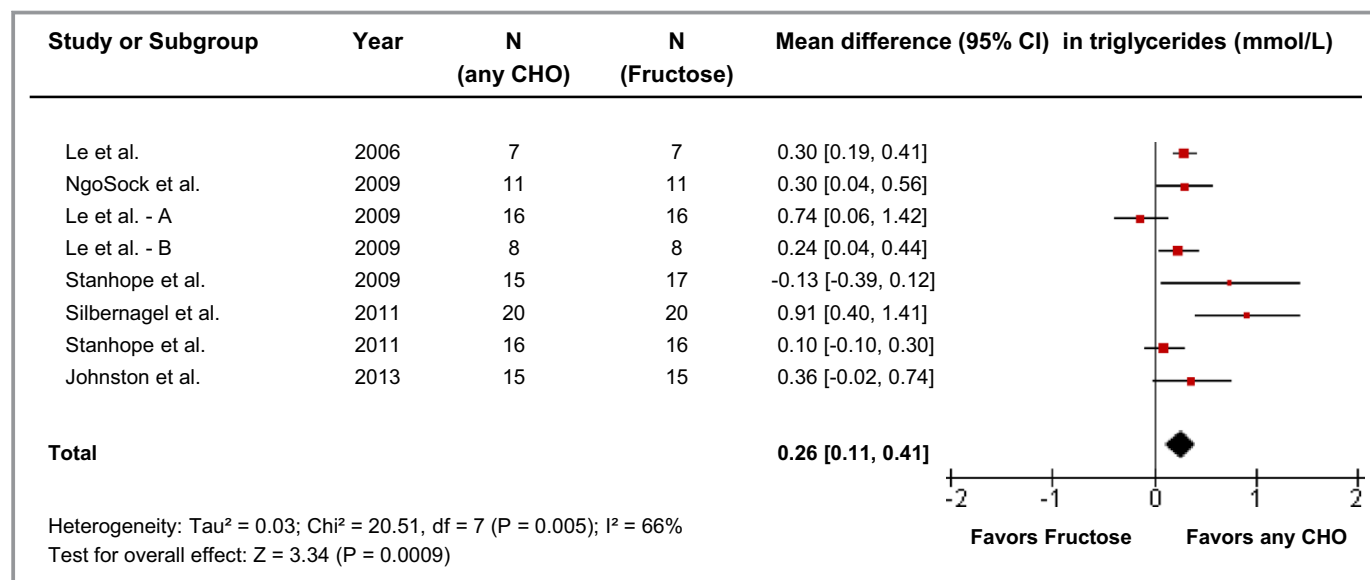 Study or Subgroup Year N N Mean difference (95% CI) in triglycerides (mmol/L)
(any CHO) (Fructose)
Le et al. 2006 7 7 0.30 [0.19, 0.41]
NgoSock et al. 2009 11 11 0.30 [0.04, 0.56]
Le et al. - A 2009 16 16 0.74 [0.06, 1.42]
Le et al. - B 2009 8 8 0.24 [0.04, 0.44]
Stanhope et al. 2009 15 17 -0.13 [-0.39, 0.12]
Silbernagel et al. 2011 20 20 0.91 [0.40, 1.41]
Stanhope et al. 2011 16 16 0.10 [-0.10, 0.30]
Johnston et al. 2013 15 15 0.36 [-0.02, 0.74]
Total 0.26 [0.11, 0.41]
-2 -1 0 1 2
Heterogeneity: Tau² = 0.03; Chi² = 20.51, df = 7 (P = 0.005); I² = 66%
Favors Fructose Favors any CHO
Test for overall effect: Z = 3.34 (P = 0.0009)